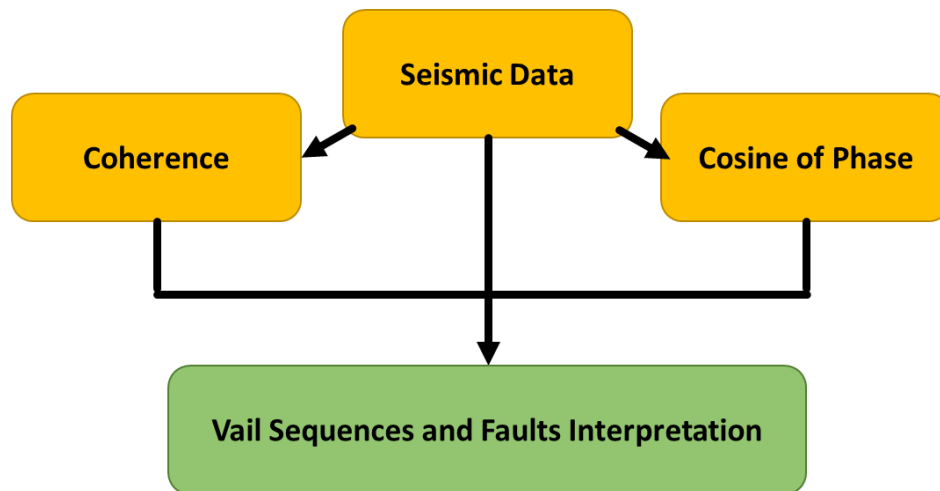 Seismic Data
Coherence
Cosine of Phase
Vail Sequences and Faults Interpretation